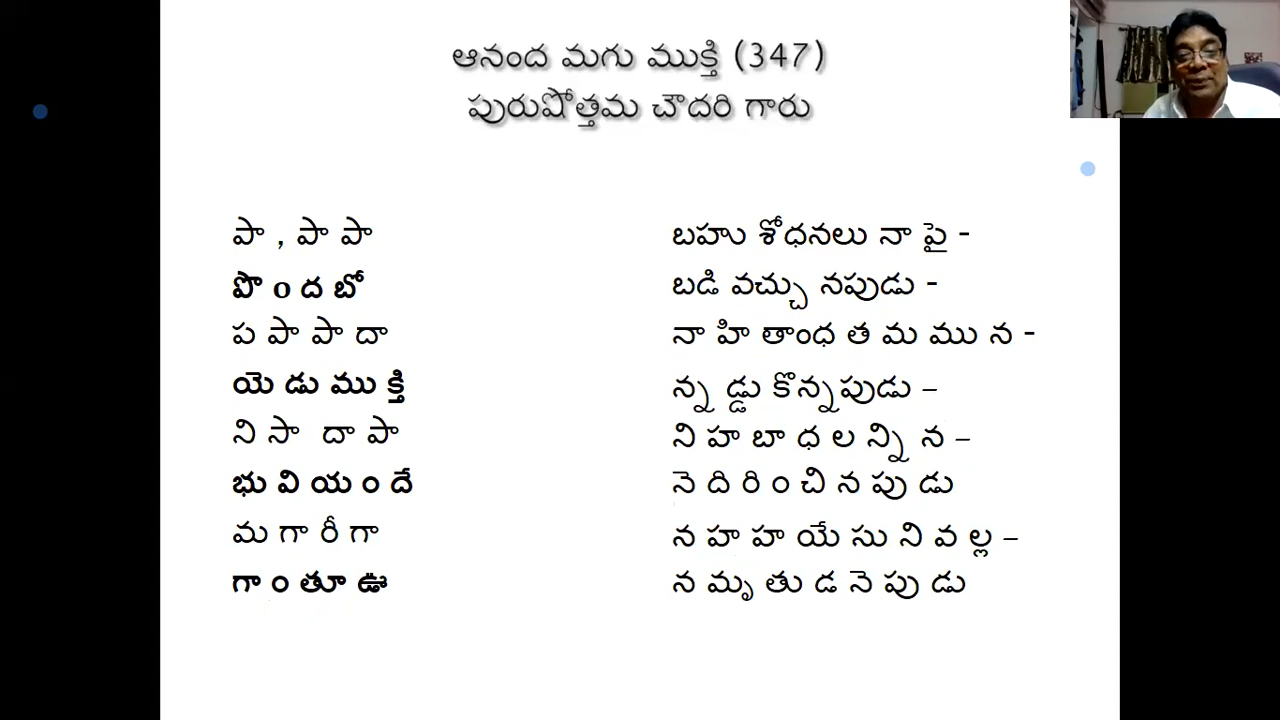 ఆనంద మగు ముక్తి (347)
పురుషోత్తమ చౌదరి గారు
పా , పా పా
పొ o ద బో
ప పా పా దా
యె డు ము క్తి
ని సా దా పా
భు వి య ం దే
మ గా రీ గా
గా ం తూ ఊ
బహు శోధనలు నా పై -
బడి వచ్చు నపుడు -
నా హి తాంధ త మ ము న -
న్న డ్డు కొన్నపుడు –
ని హ బా ధ ల న్ని న –
నె ది రి ం చి న పు డు
న హ హ యే సు ని వ ల్ల –
న మృ తు డ నె పు డు